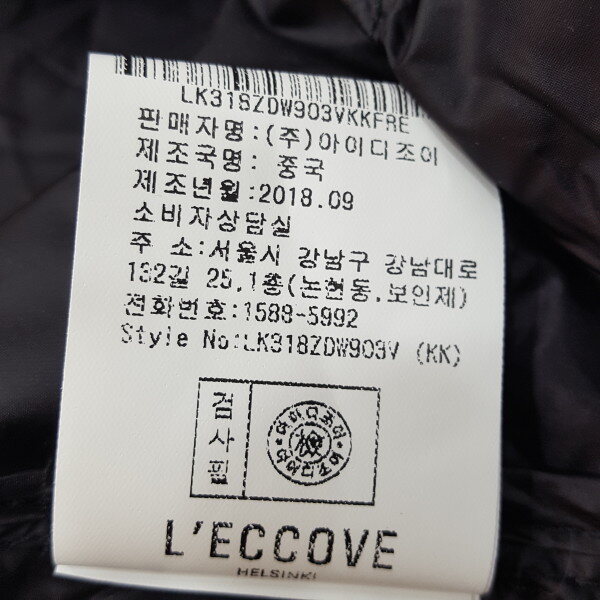 LK318ZDW903VKKFRE
판매자명:(주)아이디조이
제조국명: 중국
제조년월:2018.09
소비자상담실
주 소:서울시 강남구 강남대로
132길 25.1층(논현동.보인제)
전화번호:1588-5992
Style No:LK318ZDW903V (KK)
검사필
檢
L'ECCOVE
HELSINKI